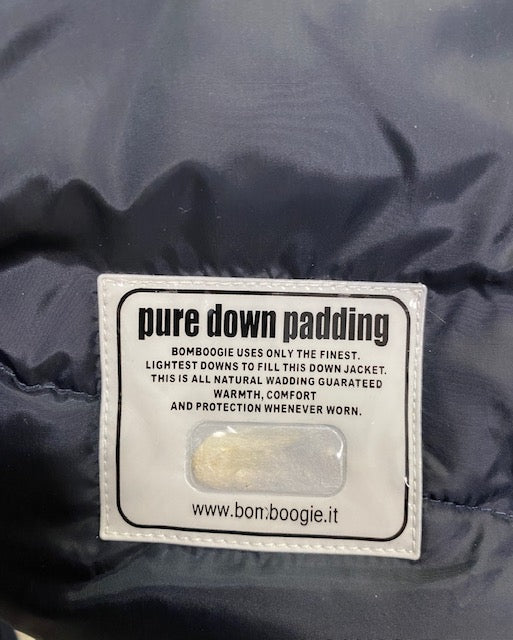 pure down padding
BOMBOOGIE USES ONLY THE FINEST.
LIGHTEST DOWNS TO FILL THIS DOWN JACKET.
THIS IS ALL NATURAL WADDING GUARATEED
WARMTH, COMFORT
AND PROTECTION WHENEVER WORN.
www.bomboogie.it